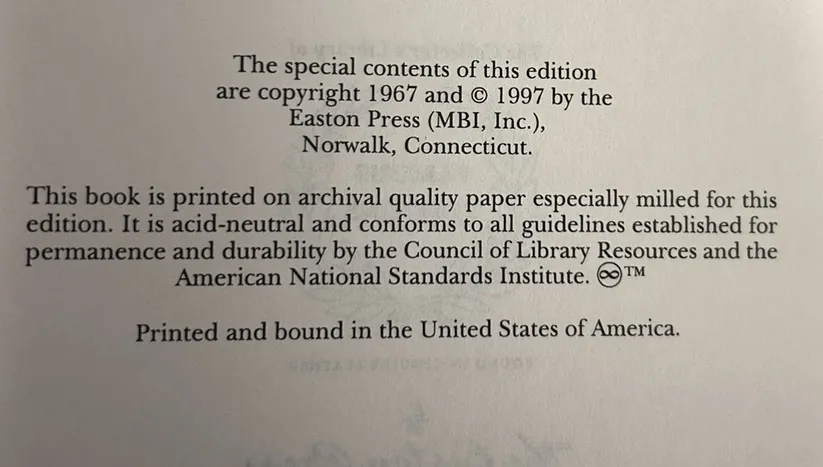 The special contents of this edition
are copyright 1967 and © 1997 by the
Easton Press (MBI, Inc.),
Norwalk, Connecticut.
This book is printed on archival quality paper especially milled for this
edition. It is acid-neutral and conforms to all guidelines established for
permanence and durability by the Council of Library Resources and the
American National Standards Institute. ♾™
Printed and bound in the United States of America.